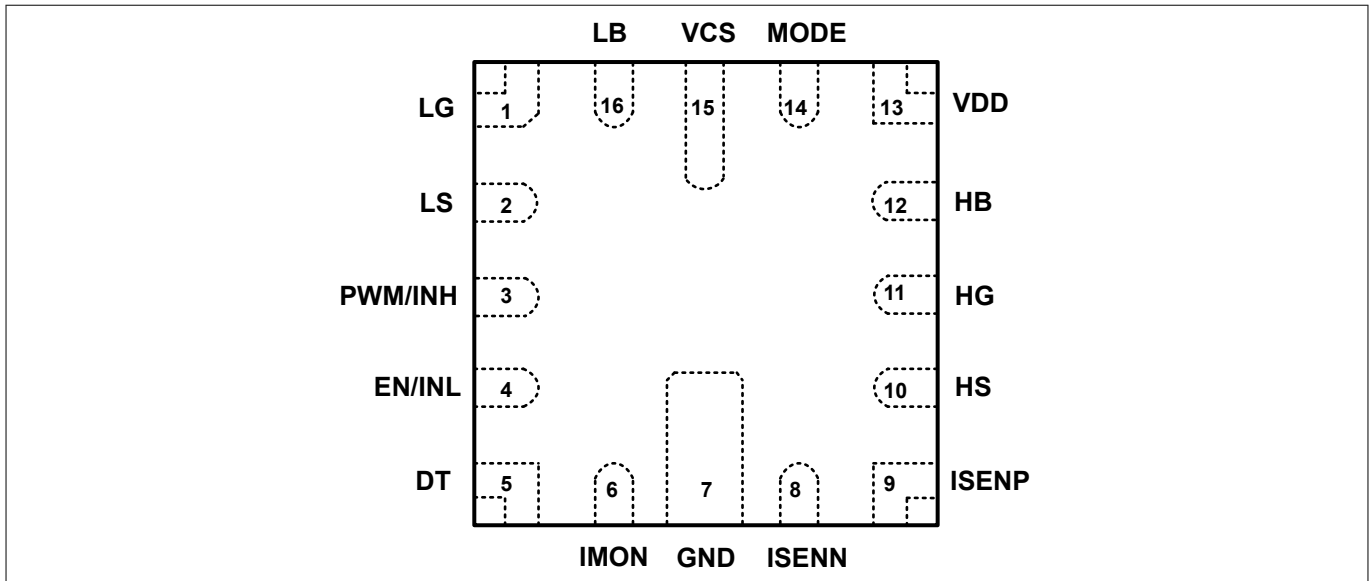 LB VCS MODE
16 15 14
LG 1 13 VDD
LS 2 12 HB
PWM/INH 3 11 HG
EN/INL 4 10 HS
DT 5 9 ISENP
6 7 8
IMON GND ISENN